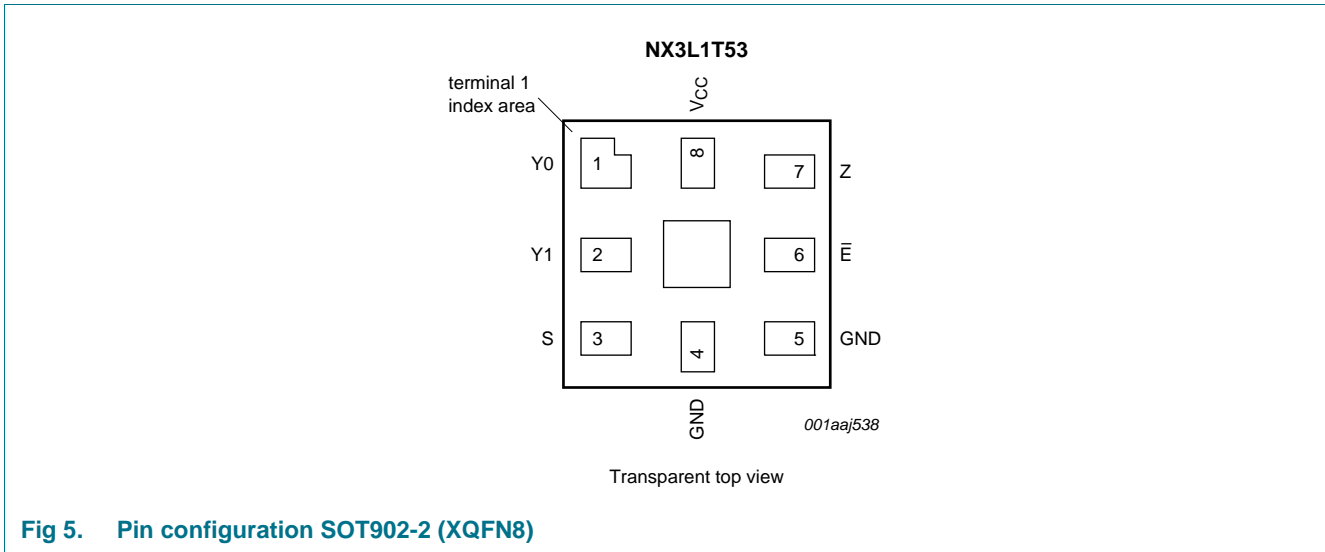 NX3L1T53
terminal 1
index area
VCC
Y0 1 8 7 Z
Y1 2 6 E̅
S 3 4 5 GND
GND
001aaj538
Transparent top view
Fig 5. Pin configuration SOT902-2 (XQFN8)